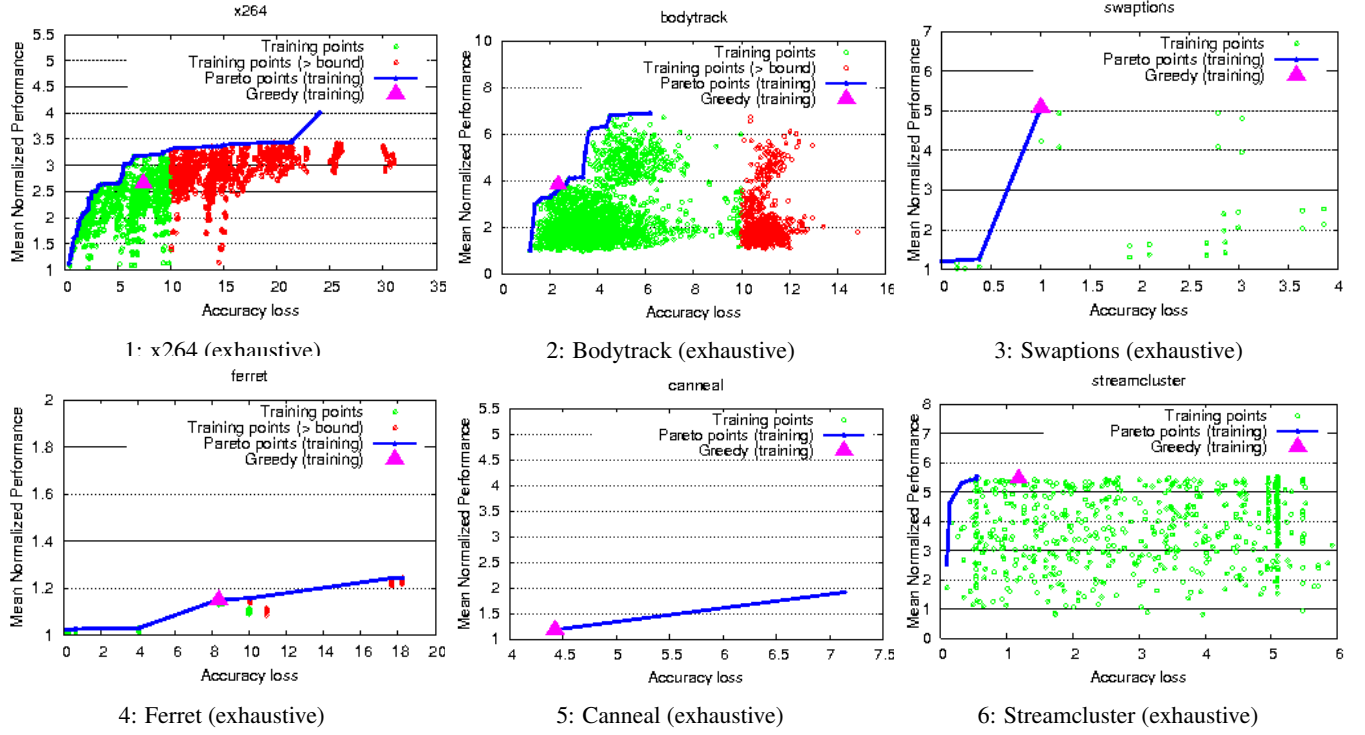 x264
Mean Normalized Performance
5.5
5
4.5
4
3.5
3
2.5
2
1.5
1
Training points
Training points (> bound)
Pareto points (training)
Greedy (training)
0 5 10 15 20 25 30 35
Accuracy loss
1: x264 (exhaustive)
bodytrack
Mean Normalized Performance
10
8
6
4
2
0
Training points
Training points (> bound)
Pareto points (training)
Greedy (training)
0 2 4 6 8 10 12 14 16
Accuracy loss
2: Bodytrack (exhaustive)
swaptions
Mean Normalized Performance
7
6
5
4
3
2
1
Training points
Pareto points (training)
Greedy (training)
0 0.5 1 1.5 2 2.5 3 3.5 4
Accuracy loss
3: Swaptions (exhaustive)
ferret
Mean Normalized Performance
2
1.8
1.6
1.4
1.2
1
Training points
Training points (> bound)
Pareto points (training)
Greedy (training)
0 2 4 6 8 10 12 14 16 18 20
Accuracy loss
4: Ferret (exhaustive)
canneal
Mean Normalized Performance
5.5
5
4.5
4
3.5
3
2.5
2
1.5
1
Training points
Pareto points (training)
Greedy (training)
4 4.5 5 5.5 6 6.5 7 7.5
Accuracy loss
5: Canneal (exhaustive)
streamcluster
Mean Normalized Performance
8
7
6
5
4
3
2
1
0
Training points
Pareto points (training)
Greedy (training)
0 1 2 3 4 5 6
Accuracy loss
6: Streamcluster (exhaustive)